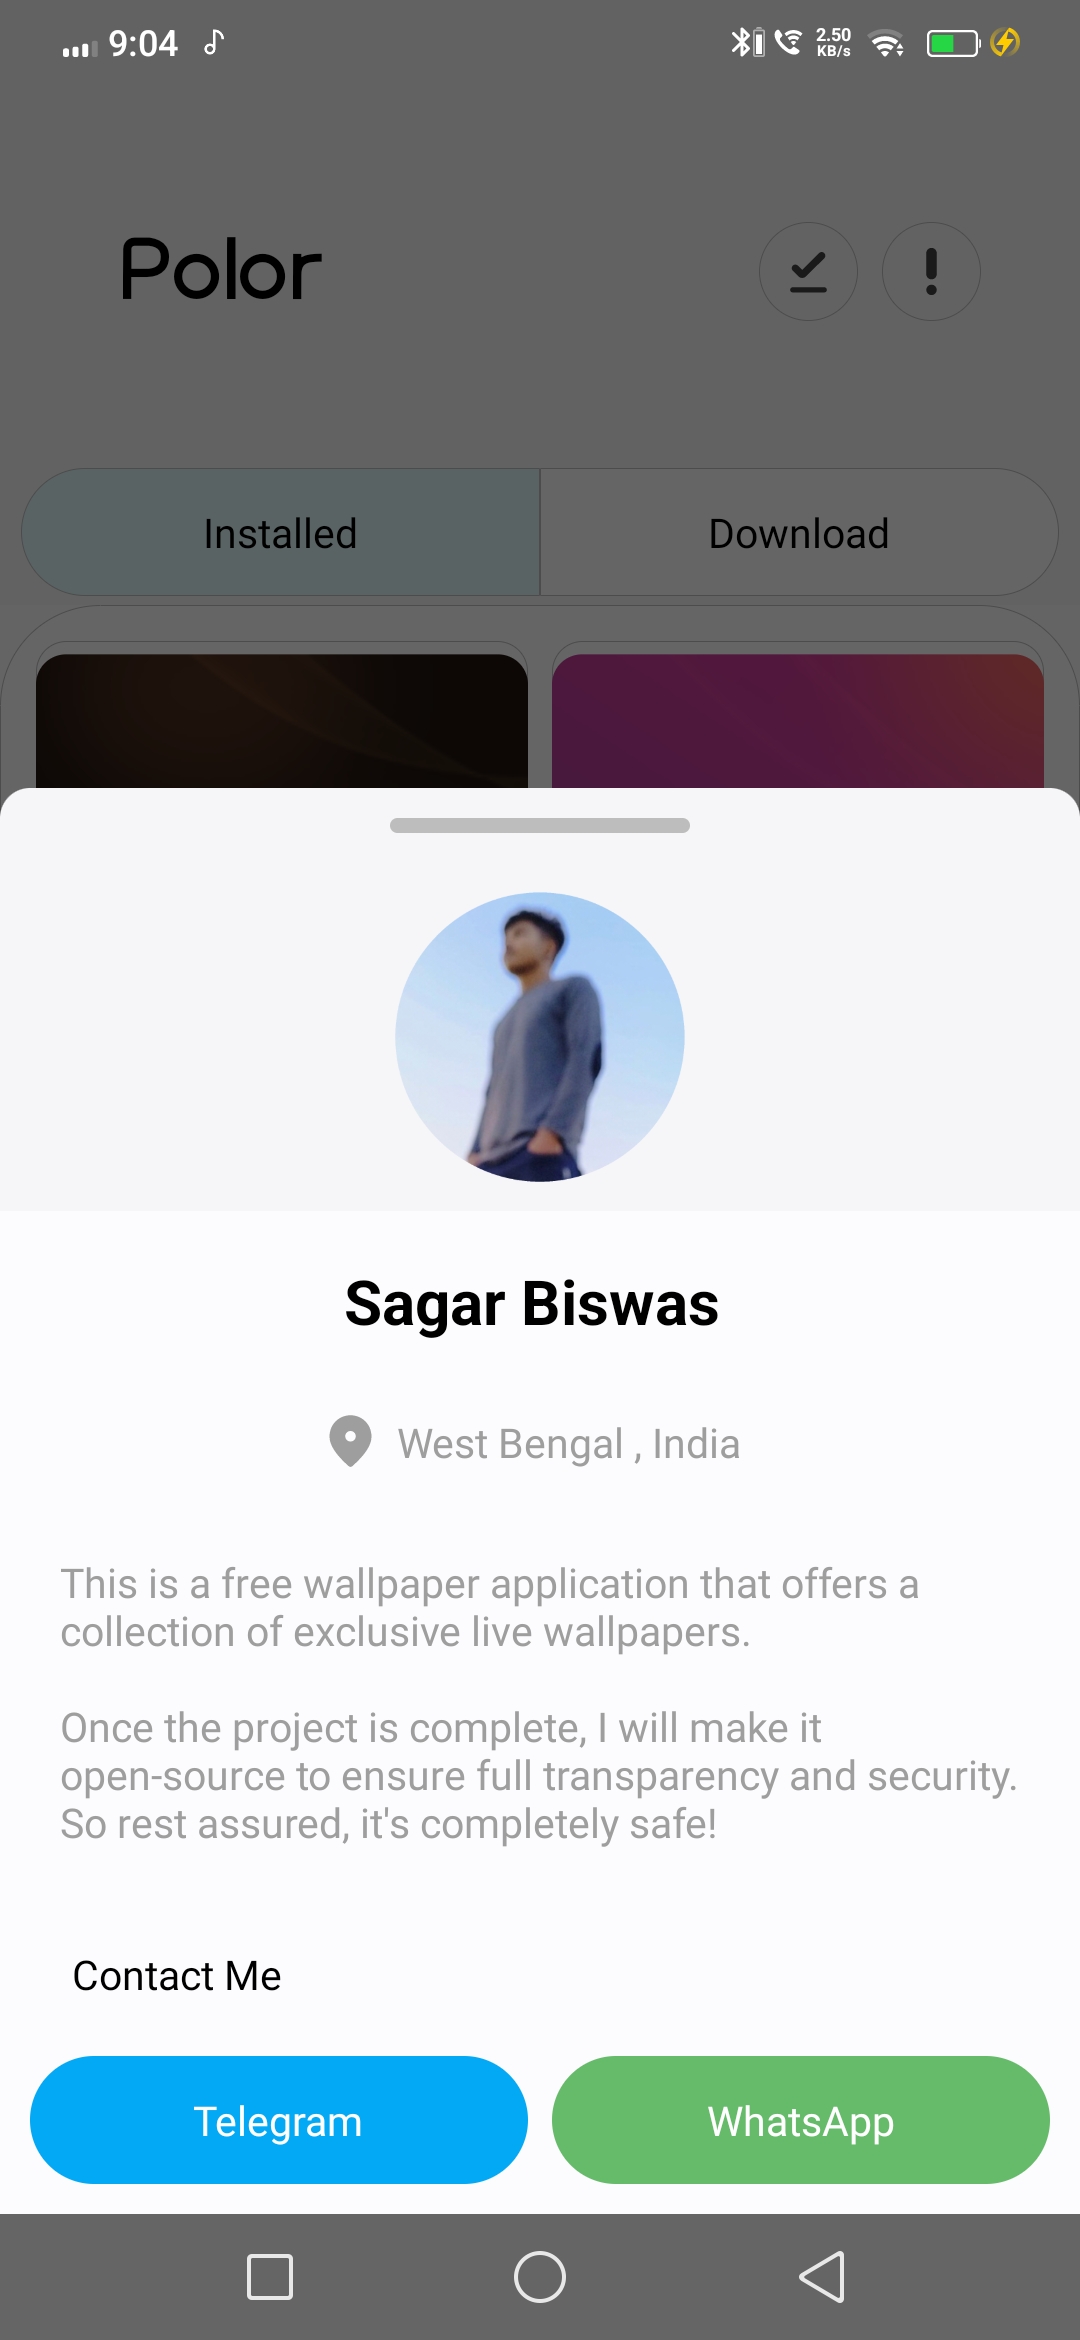 9:04
2.50
KB/s
Polor
Installed
Download
Sagar Biswas
West Bengal , India
This is a free wallpaper application that offers a
collection of exclusive live wallpapers.
Once the project is complete, I will make it
open-source to ensure full transparency and security.
So rest assured, it's completely safe!
Contact Me
Telegram
WhatsApp